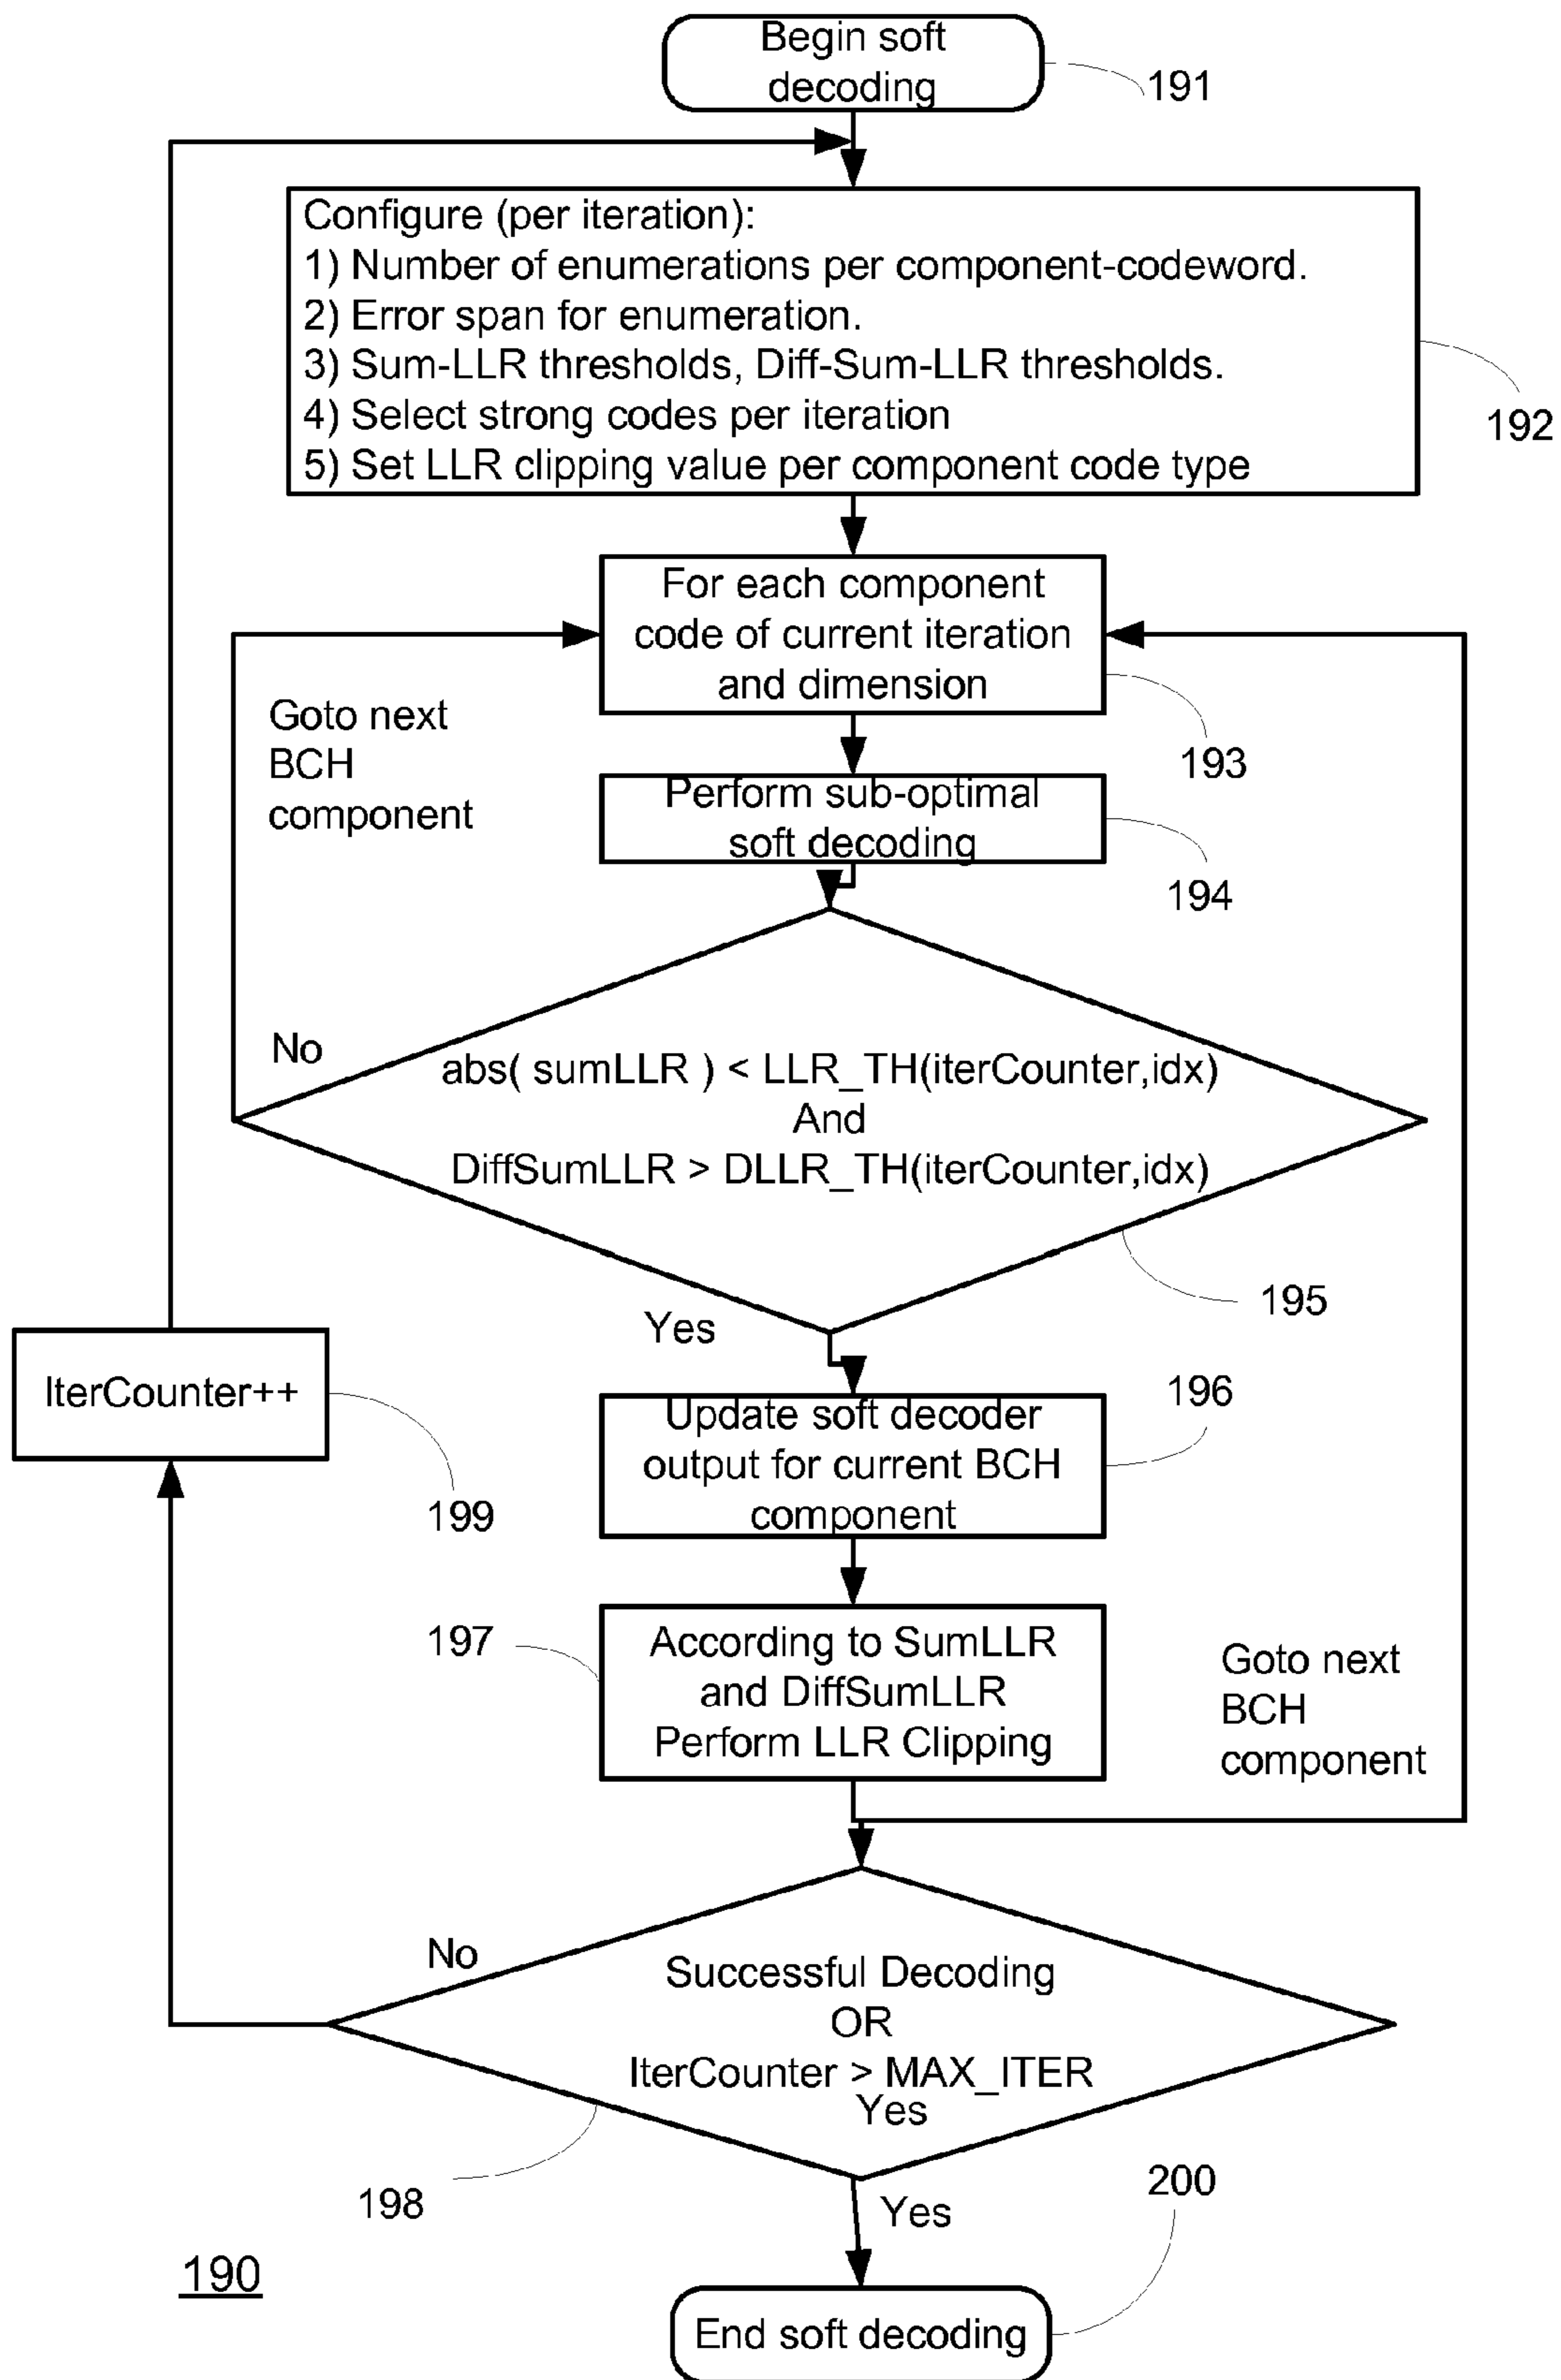 Begin soft
decoding
191
Configure (per iteration):
1) Number of enumerations per component-codeword.
2) Error span for enumeration.
3) Sum-LLR thresholds, Diff-Sum-LLR thresholds.
4) Select strong codes per iteration
5) Set LLR clipping value per component code type
192
For each component
code of current iteration
and dimension
193
Goto next
BCH
component
Perform sub-optimal
soft decoding
194
No
abs( sumLLR ) < LLR_TH(iterCounter,idx)
And
DiffSumLLR > DLLR_TH(iterCounter,idx)
195
Yes
IterCounter++
199
Update soft decoder
output for current BCH
component
196
197
According to SumLLR
and DiffSumLLR
Perform LLR Clipping
Goto next
BCH
component
No
Successful Decoding
OR
IterCounter > MAX_ITER
Yes
198
Yes
200
190
End soft decoding